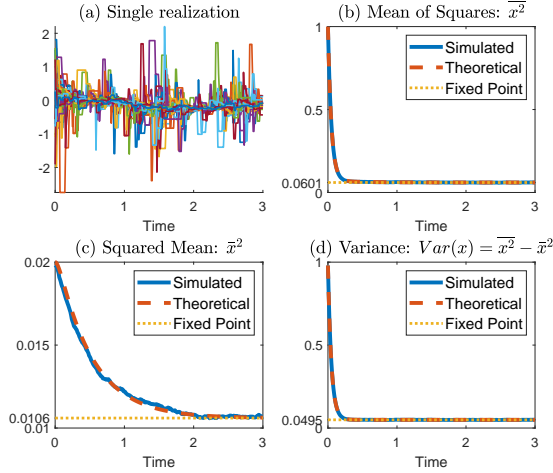 (a) Single realization
2
1
0
-1
-2
0 1 2 3
Time
(b) Mean of Squares: $\overline{x^2}$
1
0.5
0.0601
0
0 1 2 3
Time
Simulated
Theoretical
Fixed Point
(c) Squared Mean: $\bar{x}^2$
0.02
0.015
0.0106
0.01
0 1 2 3
Time
Simulated
Theoretical
Fixed Point
(d) Variance: $Var(x) = \overline{x^2} - \bar{x}^2$
1
0.5
0.0495
0
0 1 2 3
Time
Simulated
Theoretical
Fixed Point